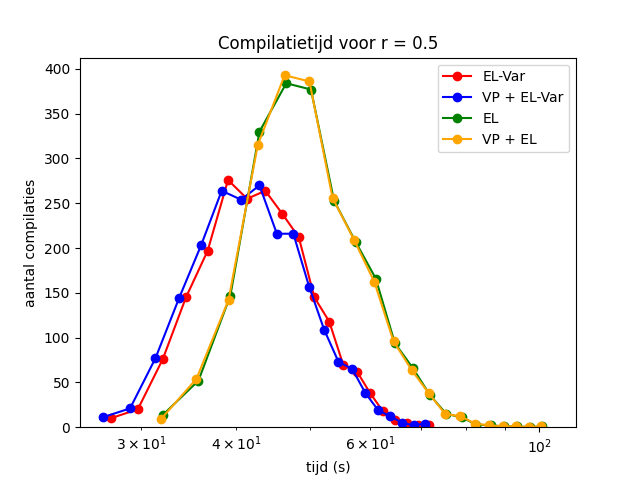 Compilatietijd voor r = 0.5
400
350
300
250
200
150
100
50
0
aantal compilaties
EL-Var
VP + EL-Var
EL
VP + EL
3 × 10¹
4 × 10¹
6 × 10¹
10²
tijd (s)